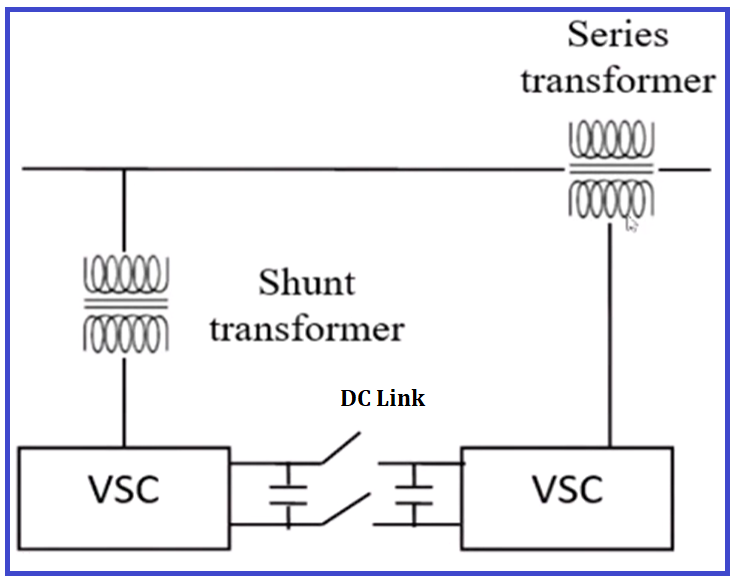 Series
transformer
Shunt
transformer
DC Link
VSC
VSC